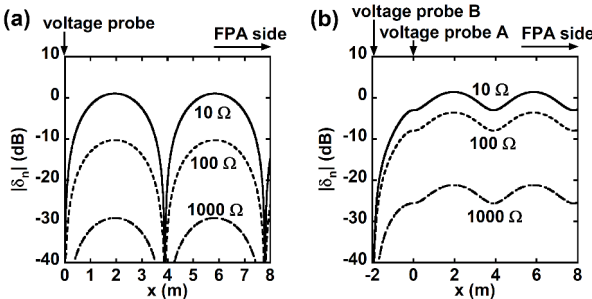 (a)
voltage probe
FPA side
10
0
-10
-20
-30
-40
|δn| (dB)
10 Ω
100 Ω
1000 Ω
0 1 2 3 4 5 6 7 8
x (m)
(b)
voltage probe B
voltage probe A
FPA side
10
0
-10
-20
-30
-40
|δn| (dB)
10 Ω
100 Ω
1000 Ω
-2 0 2 4 6 8
x (m)